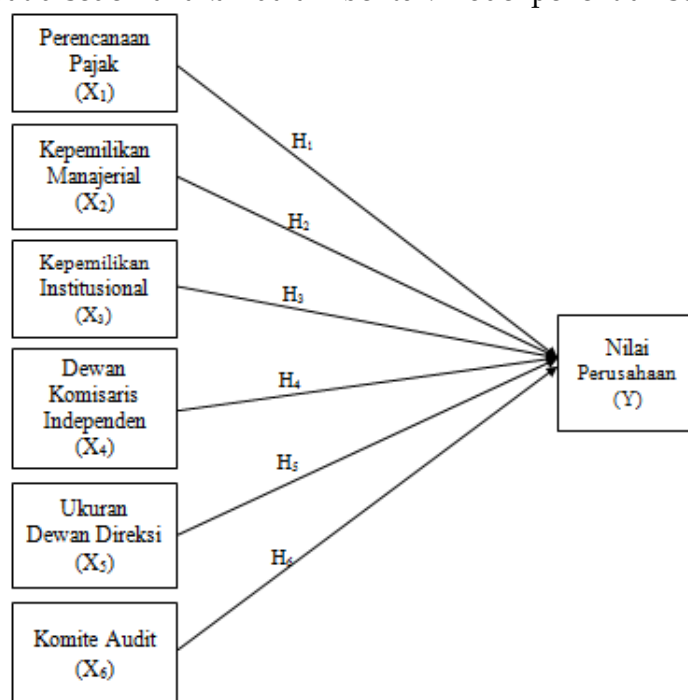 Perencanaan
Pajak
(X₁)
H₁
Kepemilikan
Manajerial
(X₂)
H₂
Kepemilikan
Institusional
(X₃)
H₃
Dewan
Komisaris
Independen
(X₄)
H₄
Ukuran
Dewan Direksi
(X₅)
H₅
Komite Audit
(X₆)
H₆
Nilai
Perusahaan
(Y)